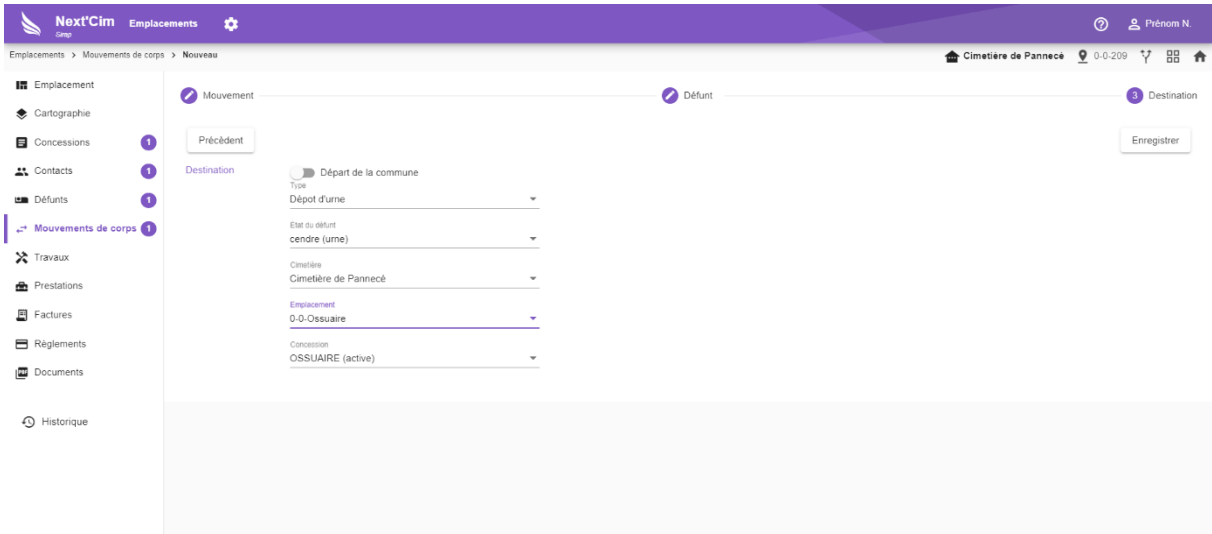 Next'Cim Emplacements
Simp
Prénom N.
Emplacements > Mouvements de corps > Nouveau
Cimetière de Pannecé 0-0-209
Emplacement
Cartographie
Concessions 1
Contacts 1
Défunts 1
Mouvements de corps 1
Travaux
Prestations
Factures
Règlements
Documents
Historique
Mouvement
Défunt
3 Destination
Précédent
Enregistrer
Destination
Départ de la commune
Type
Dépot d'urne
Etat du défunt
cendre (urne)
Cimetière
Cimetière de Pannecé
Emplacement
0-0-Ossuaire
Concession
OSSUAIRE (active)